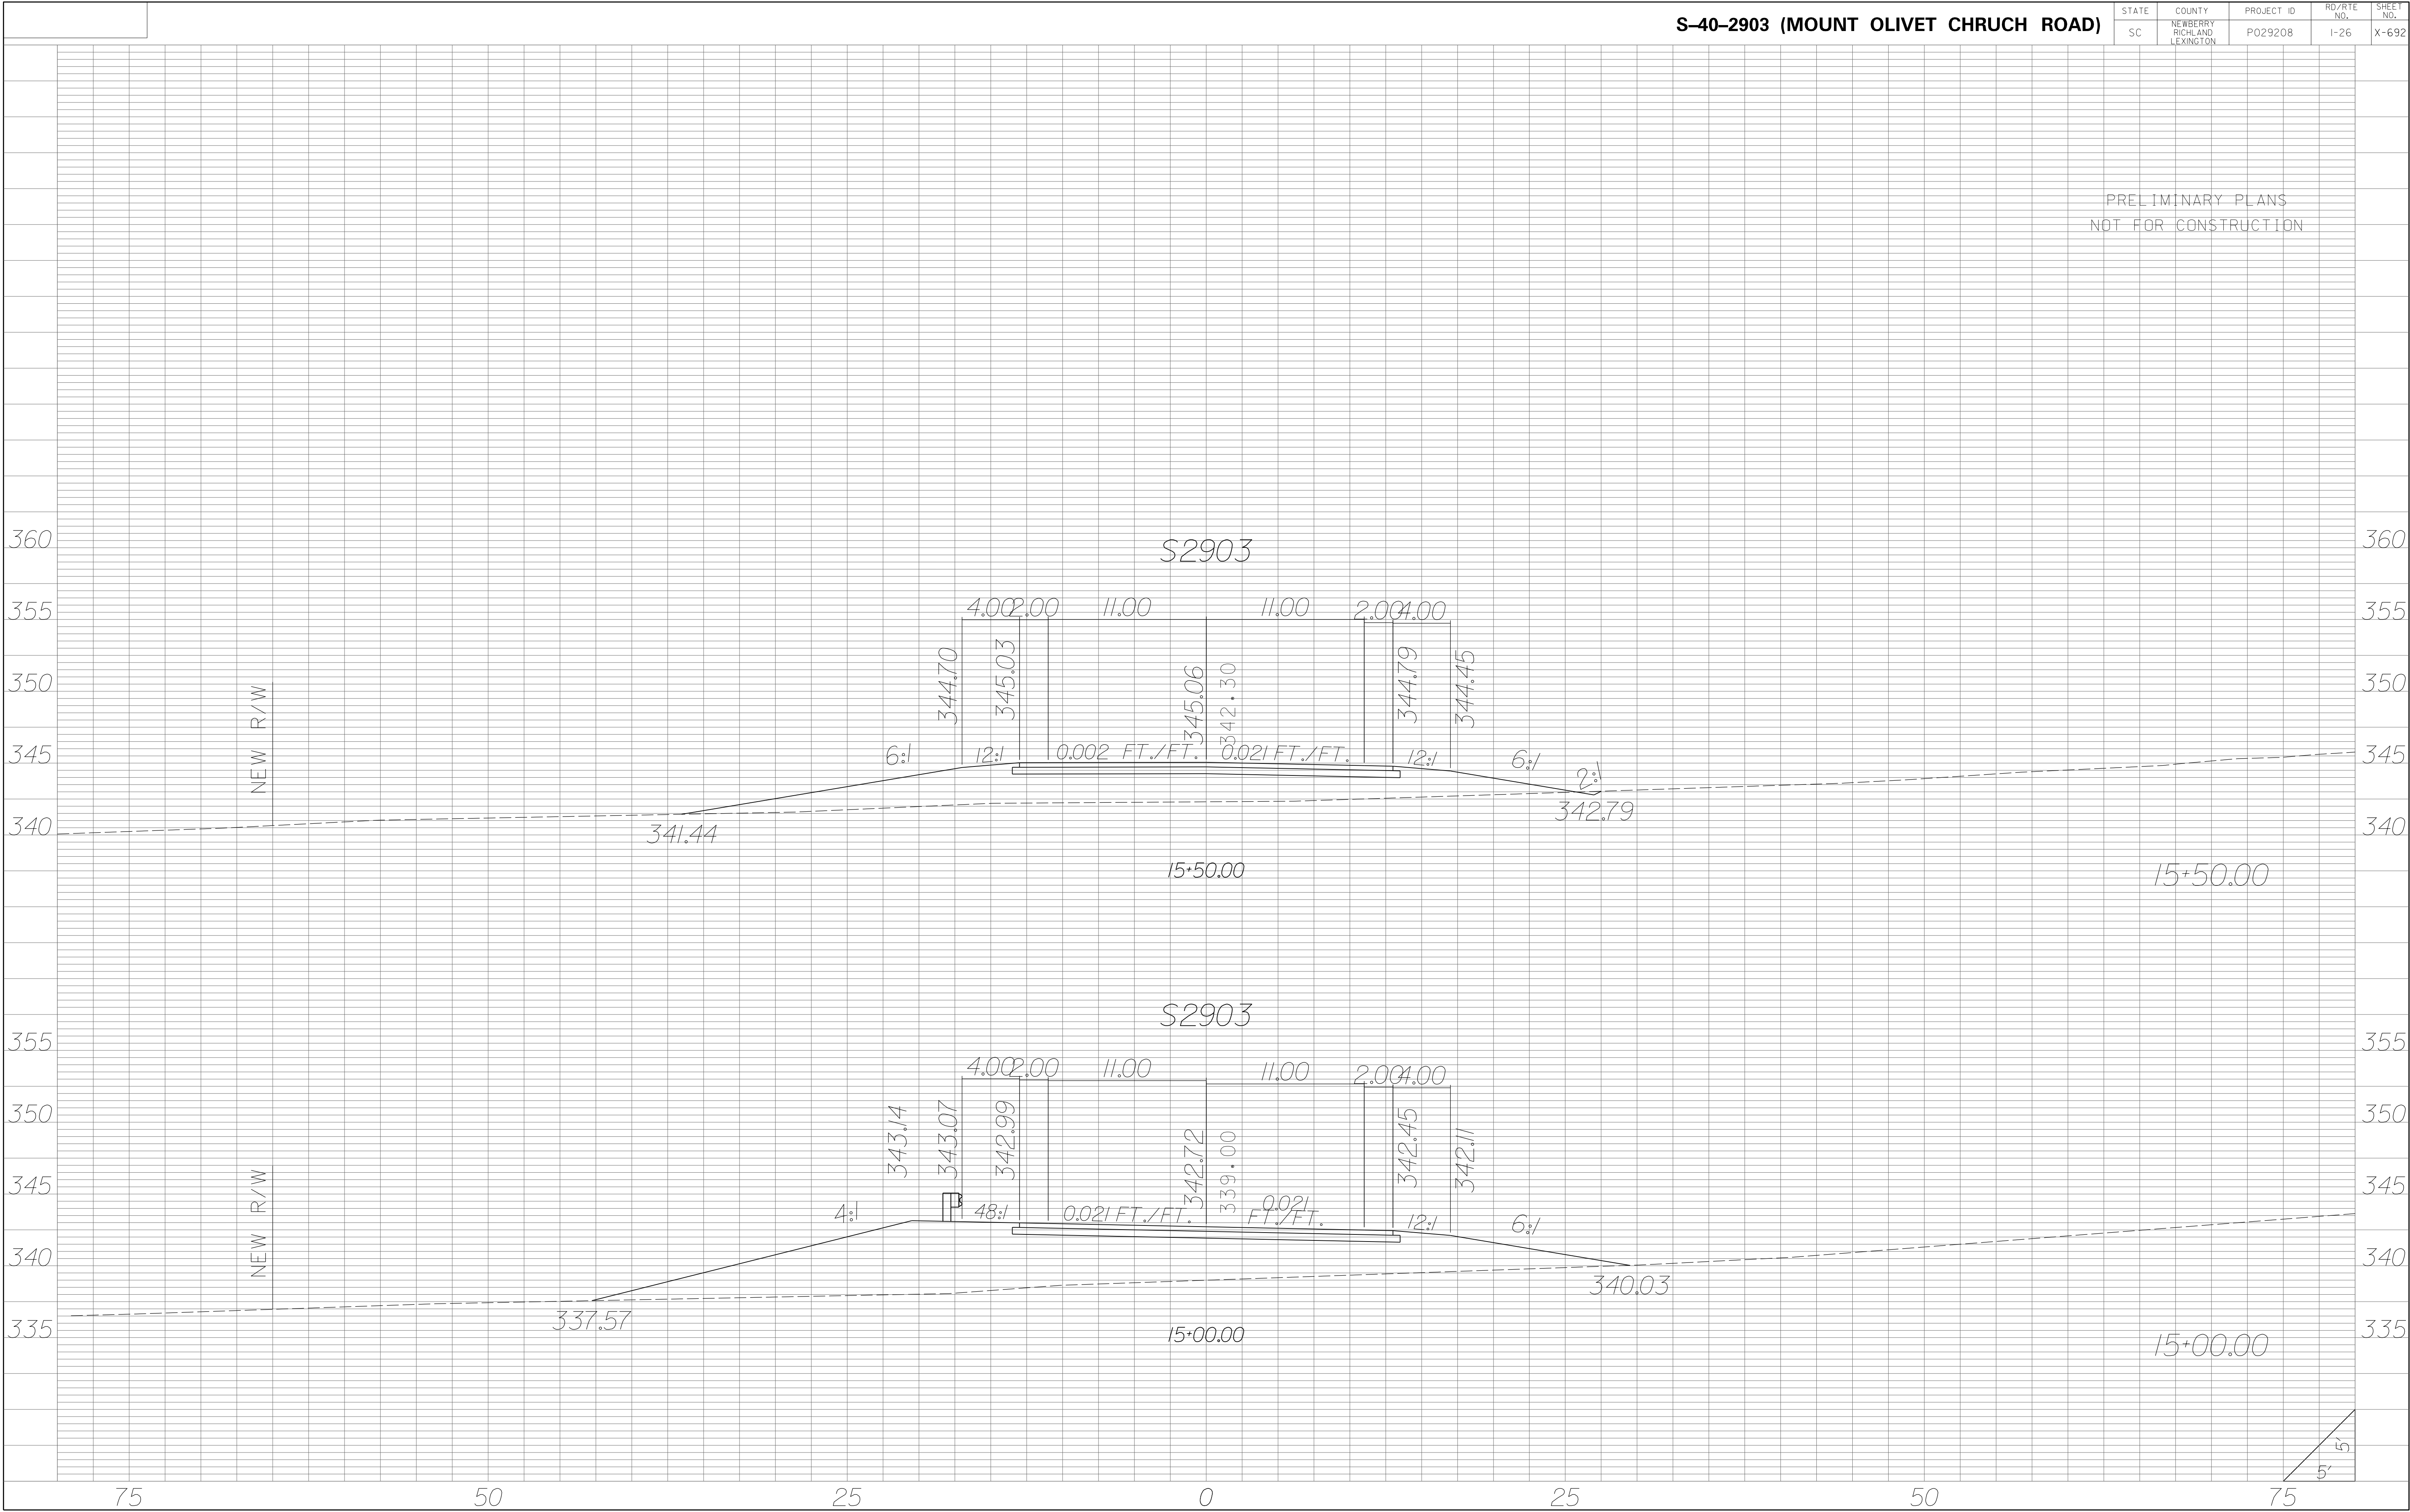 S-40-2903 (MOUNT OLIVET CHRUCH ROAD)
STATE COUNTY PROJECT ID RD/RTE NO. SHEET NO.
SC NEWBERRY RICHLAND LEXINGTON P029208 I-26 X-692
PRELIMINARY PLANS
NOT FOR CONSTRUCTION
360 360
S2903
355 4.00 2.00 11.00 11.00 2.00 4.00 355
344.70 345.03 345.06 342.30 344.79 344.45
350 350
NEW R/W
345 6:1 12:1 0.002 FT./FT. 0.021 FT./FT. 12:1 6:1 2:1 345
340 341.44 342.79 340
15+50.00 15+50.00
S2903
355 355
4.00 2.00 11.00 11.00 2.00 4.00
350 350
343.14 343.07 342.99 342.72 339.00 342.45 342.11
NEW R/W
345 345
4:1 48:1 0.021 FT./FT. 0.021 FT./FT. 12:1 6:1
340 340
337.57 340.03
335 15+00.00 15+00.00 335
5'
5'
75 50 25 0 25 50 75